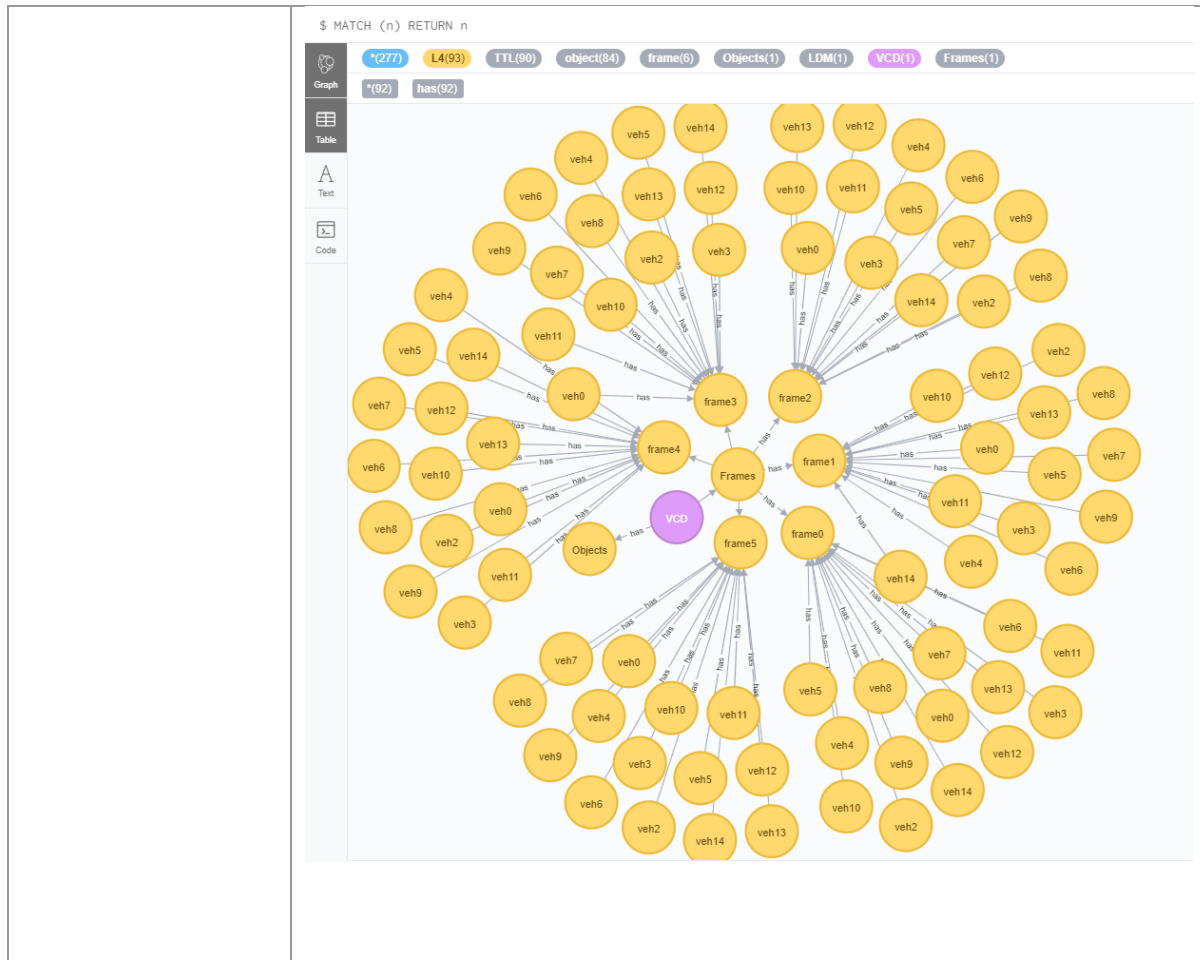 $ MATCH (n) RETURN n
*(277) L4(93) TTL(90) object(84) frame(6) Objects(1) LDM(1) VCD(1) Frames(1)
Graph
*(92) has(92)
Table
Text
Code
veh5 veh14 veh13 veh12
veh4 veh4
veh6 veh13 veh12 veh10 veh11 veh6
veh8 veh5 veh9
veh9 veh2 veh3 veh0 veh3 veh7
veh7 veh8
veh4 veh10 veh14 veh2
veh11
veh5 veh14 veh12 veh2
veh7 veh12 veh0 has frame3 frame2 veh10 veh13 veh8
veh13 frame4 has frame1 veh0 veh7
veh6 veh10 Frames has veh5
veh8 veh0 VCD has veh11 veh9
veh2 Objects has frame5 frame0 veh3
veh9 veh11 veh14 veh4 veh6
veh3 veh6
veh7 veh0 veh7 veh11
veh8 veh4 veh10 veh11 veh5 veh8 veh0 veh13 veh3
veh9 veh3 veh5 veh12 veh4 veh9 veh12
veh6 veh10 veh14
veh2 veh14 veh13 veh2